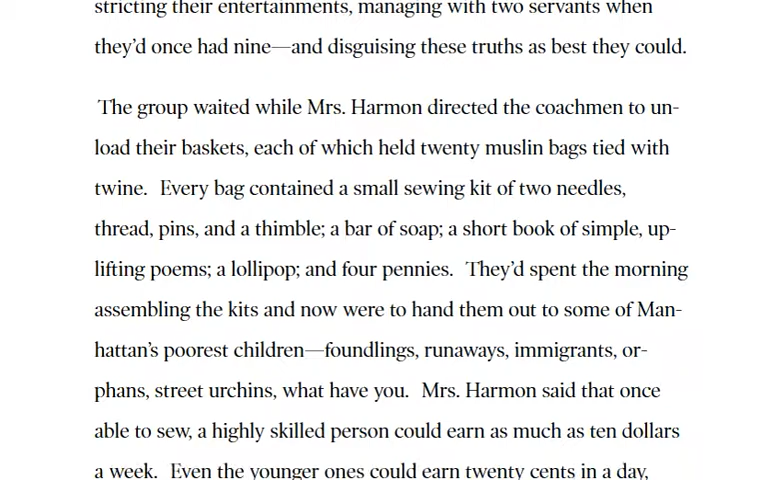 stricting their entertainments, managing with two servants when
they’d once had nine—and disguising these truths as best they could.
The group waited while Mrs. Harmon directed the coachmen to un-
load their baskets, each of which held twenty muslin bags tied with
twine.  Every bag contained a small sewing kit of two needles,
thread, pins, and a thimble; a bar of soap; a short book of simple, up-
lifting poems; a lollipop; and four pennies.  They’d spent the morning
assembling the kits and now were to hand them out to some of Man-
hattan’s poorest children—foundlings, runaways, immigrants, or-
phans, street urchins, what have you.  Mrs. Harmon said that once
able to sew, a highly skilled person could earn as much as ten dollars
a week.  Even the younger ones could earn twenty cents in a day,